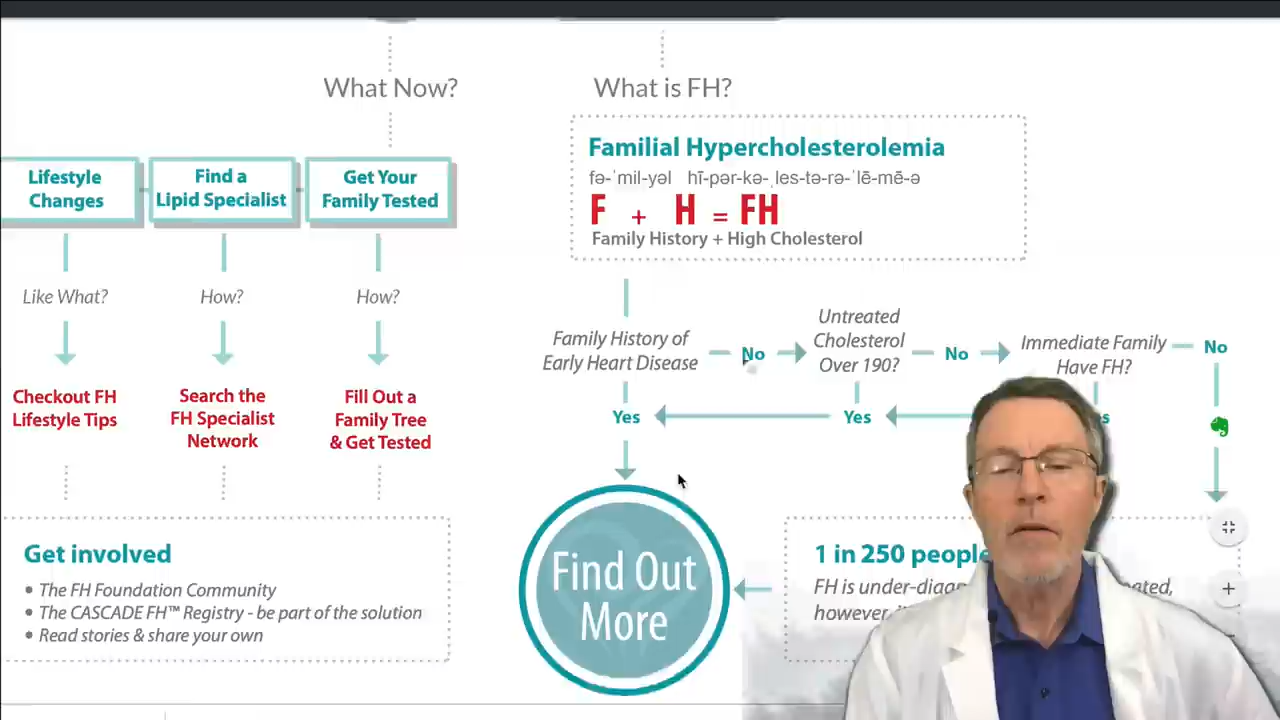 What Now?
What is FH?
Familial Hypercholesterolemia
fə-ˈmil-yəl hī-pər-kə-ˌles-tə-rə-ˈlē-mē-ə
F + H = FH
Family History + High Cholesterol
Lifestyle
Changes
Find a
Lipid Specialist
Get Your
Family Tested
Like What?
How?
How?
Checkout FH
Lifestyle Tips
Search the
FH Specialist
Network
Fill Out a
Family Tree
& Get Tested
Family History of
Early Heart Disease
No
Untreated
Cholesterol
Over 190?
No
Immediate Family
Have FH?
No
Yes
Yes
Get involved
• The FH Foundation Community
• The CASCADE FH™ Registry - be part of the solution
• Read stories & share your own
Find Out
More
1 in 250 people
FH is
however